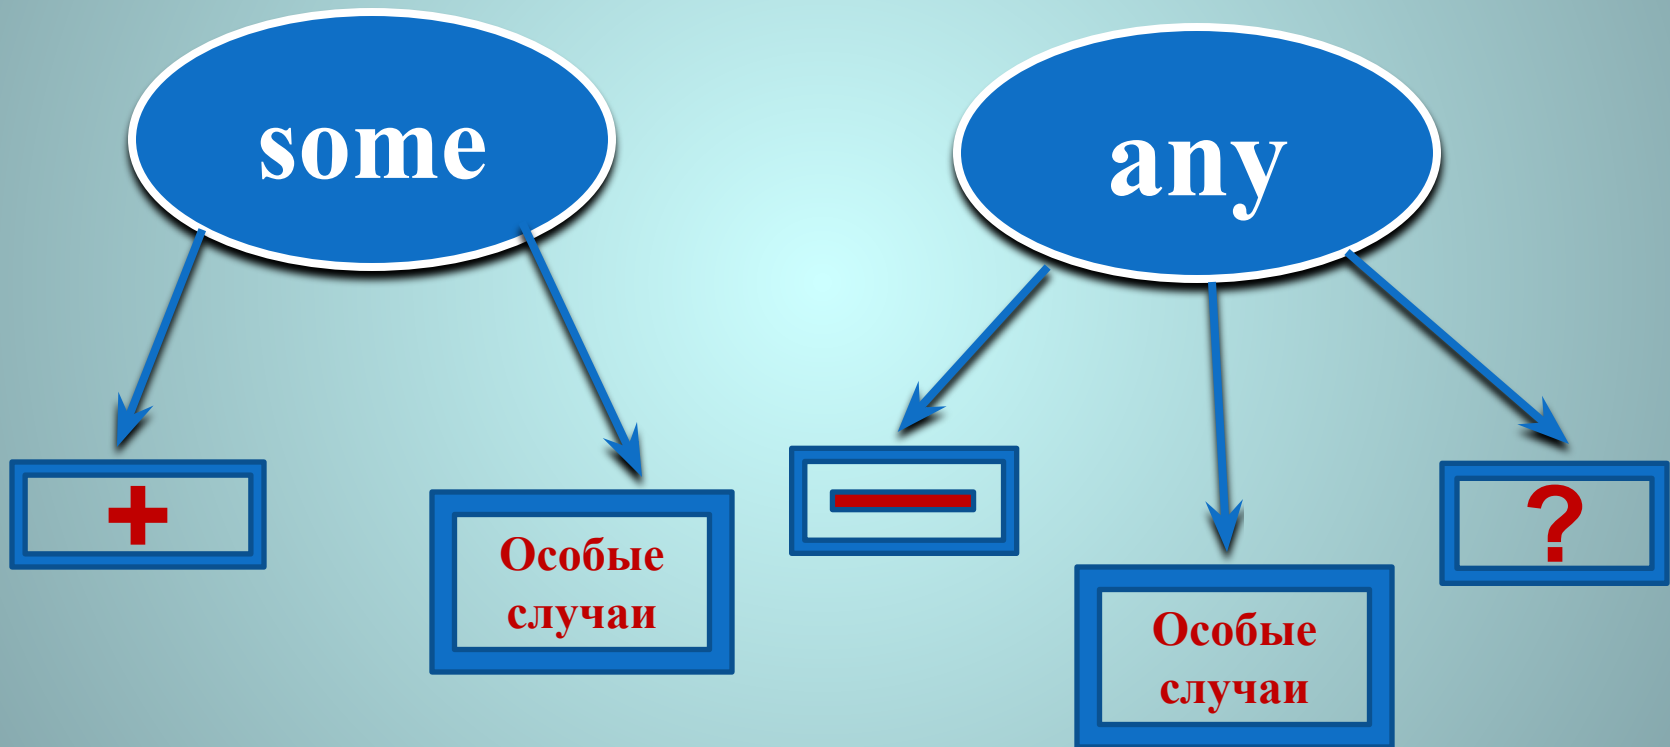 some
any
+
Особые
случаи
—
Особые
случаи
?